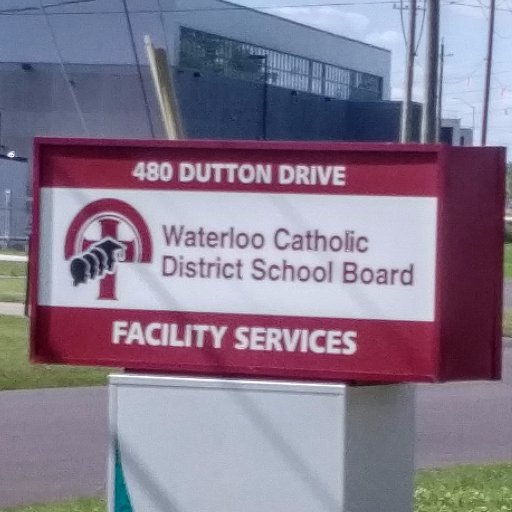 480 DUTTON DRIVE
Waterloo Catholic
District School Board
FACILITY SERVICES